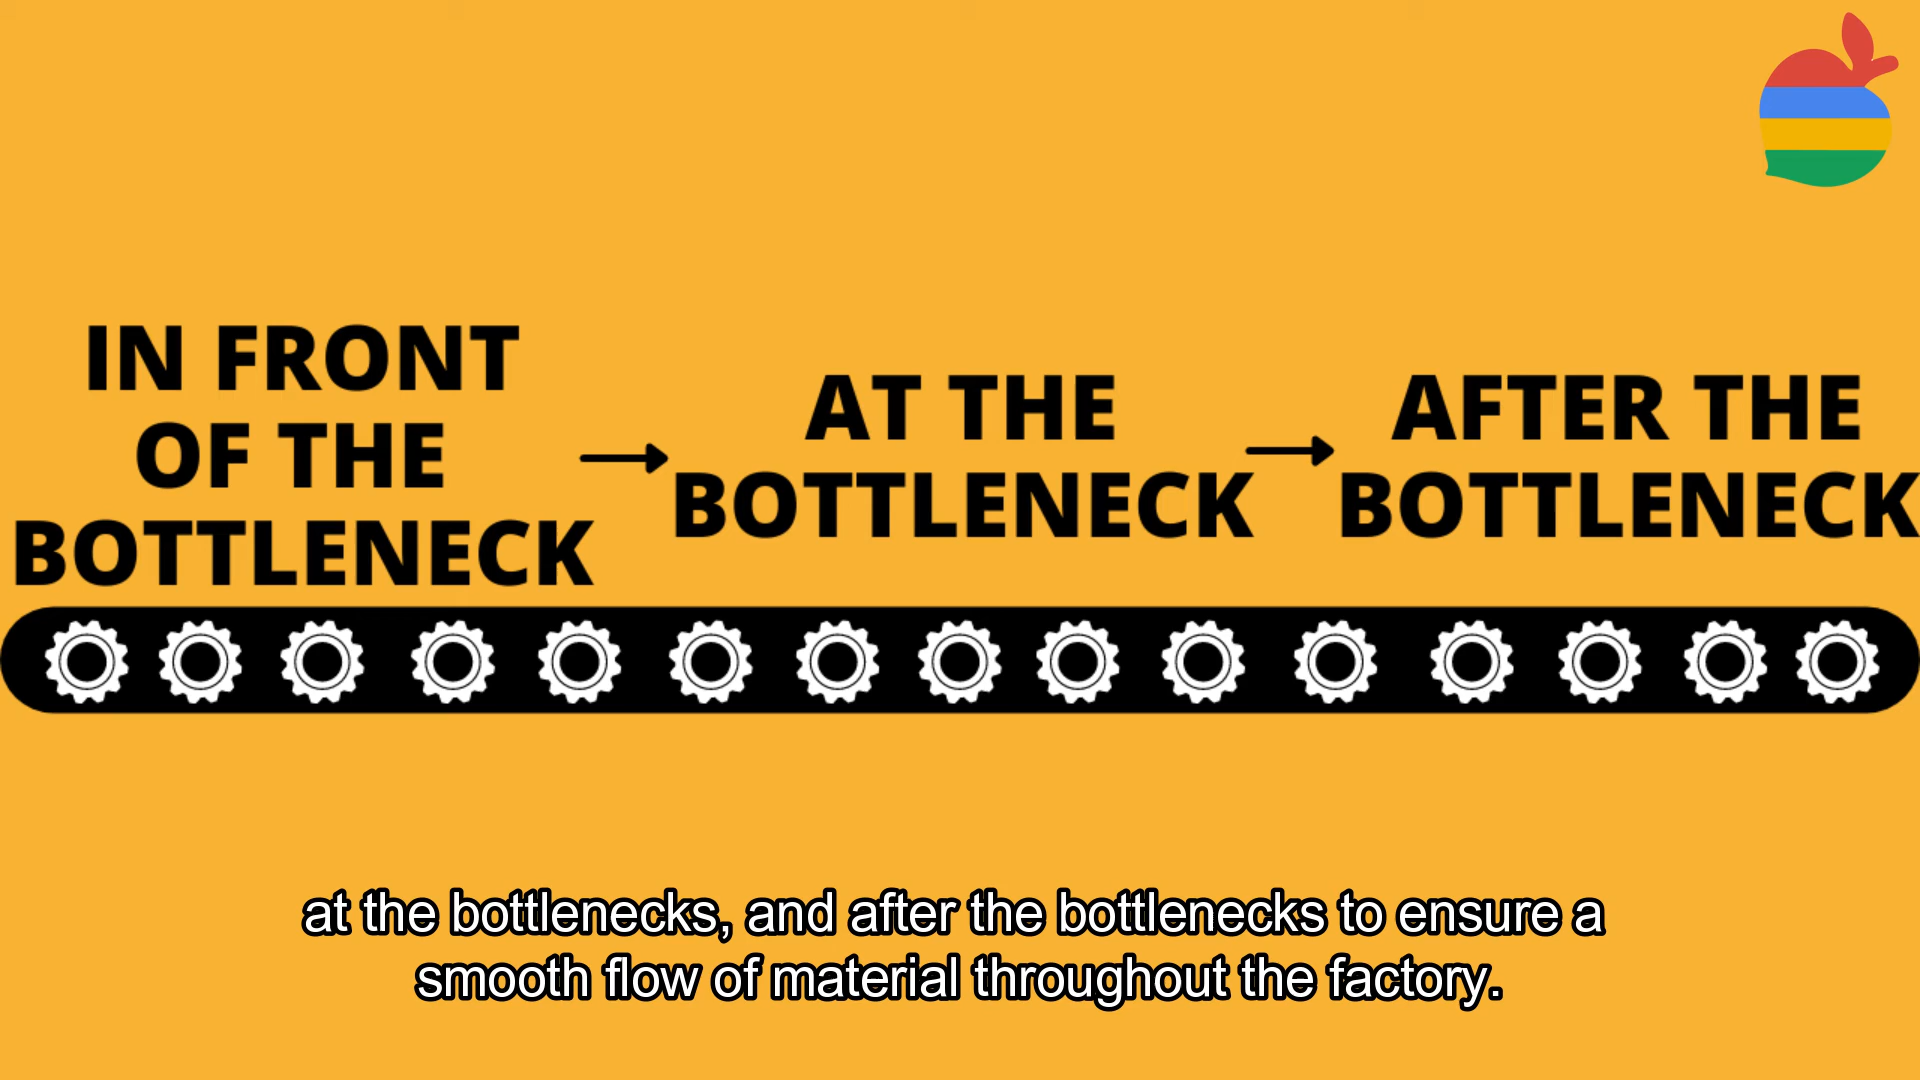 IN FRONT
OF THE
BOTTLENECK
AT THE
BOTTLENECK
AFTER THE
BOTTLENECK
at the bottlenecks, and after the bottlenecks to ensure a
smooth flow of material throughout the factory.